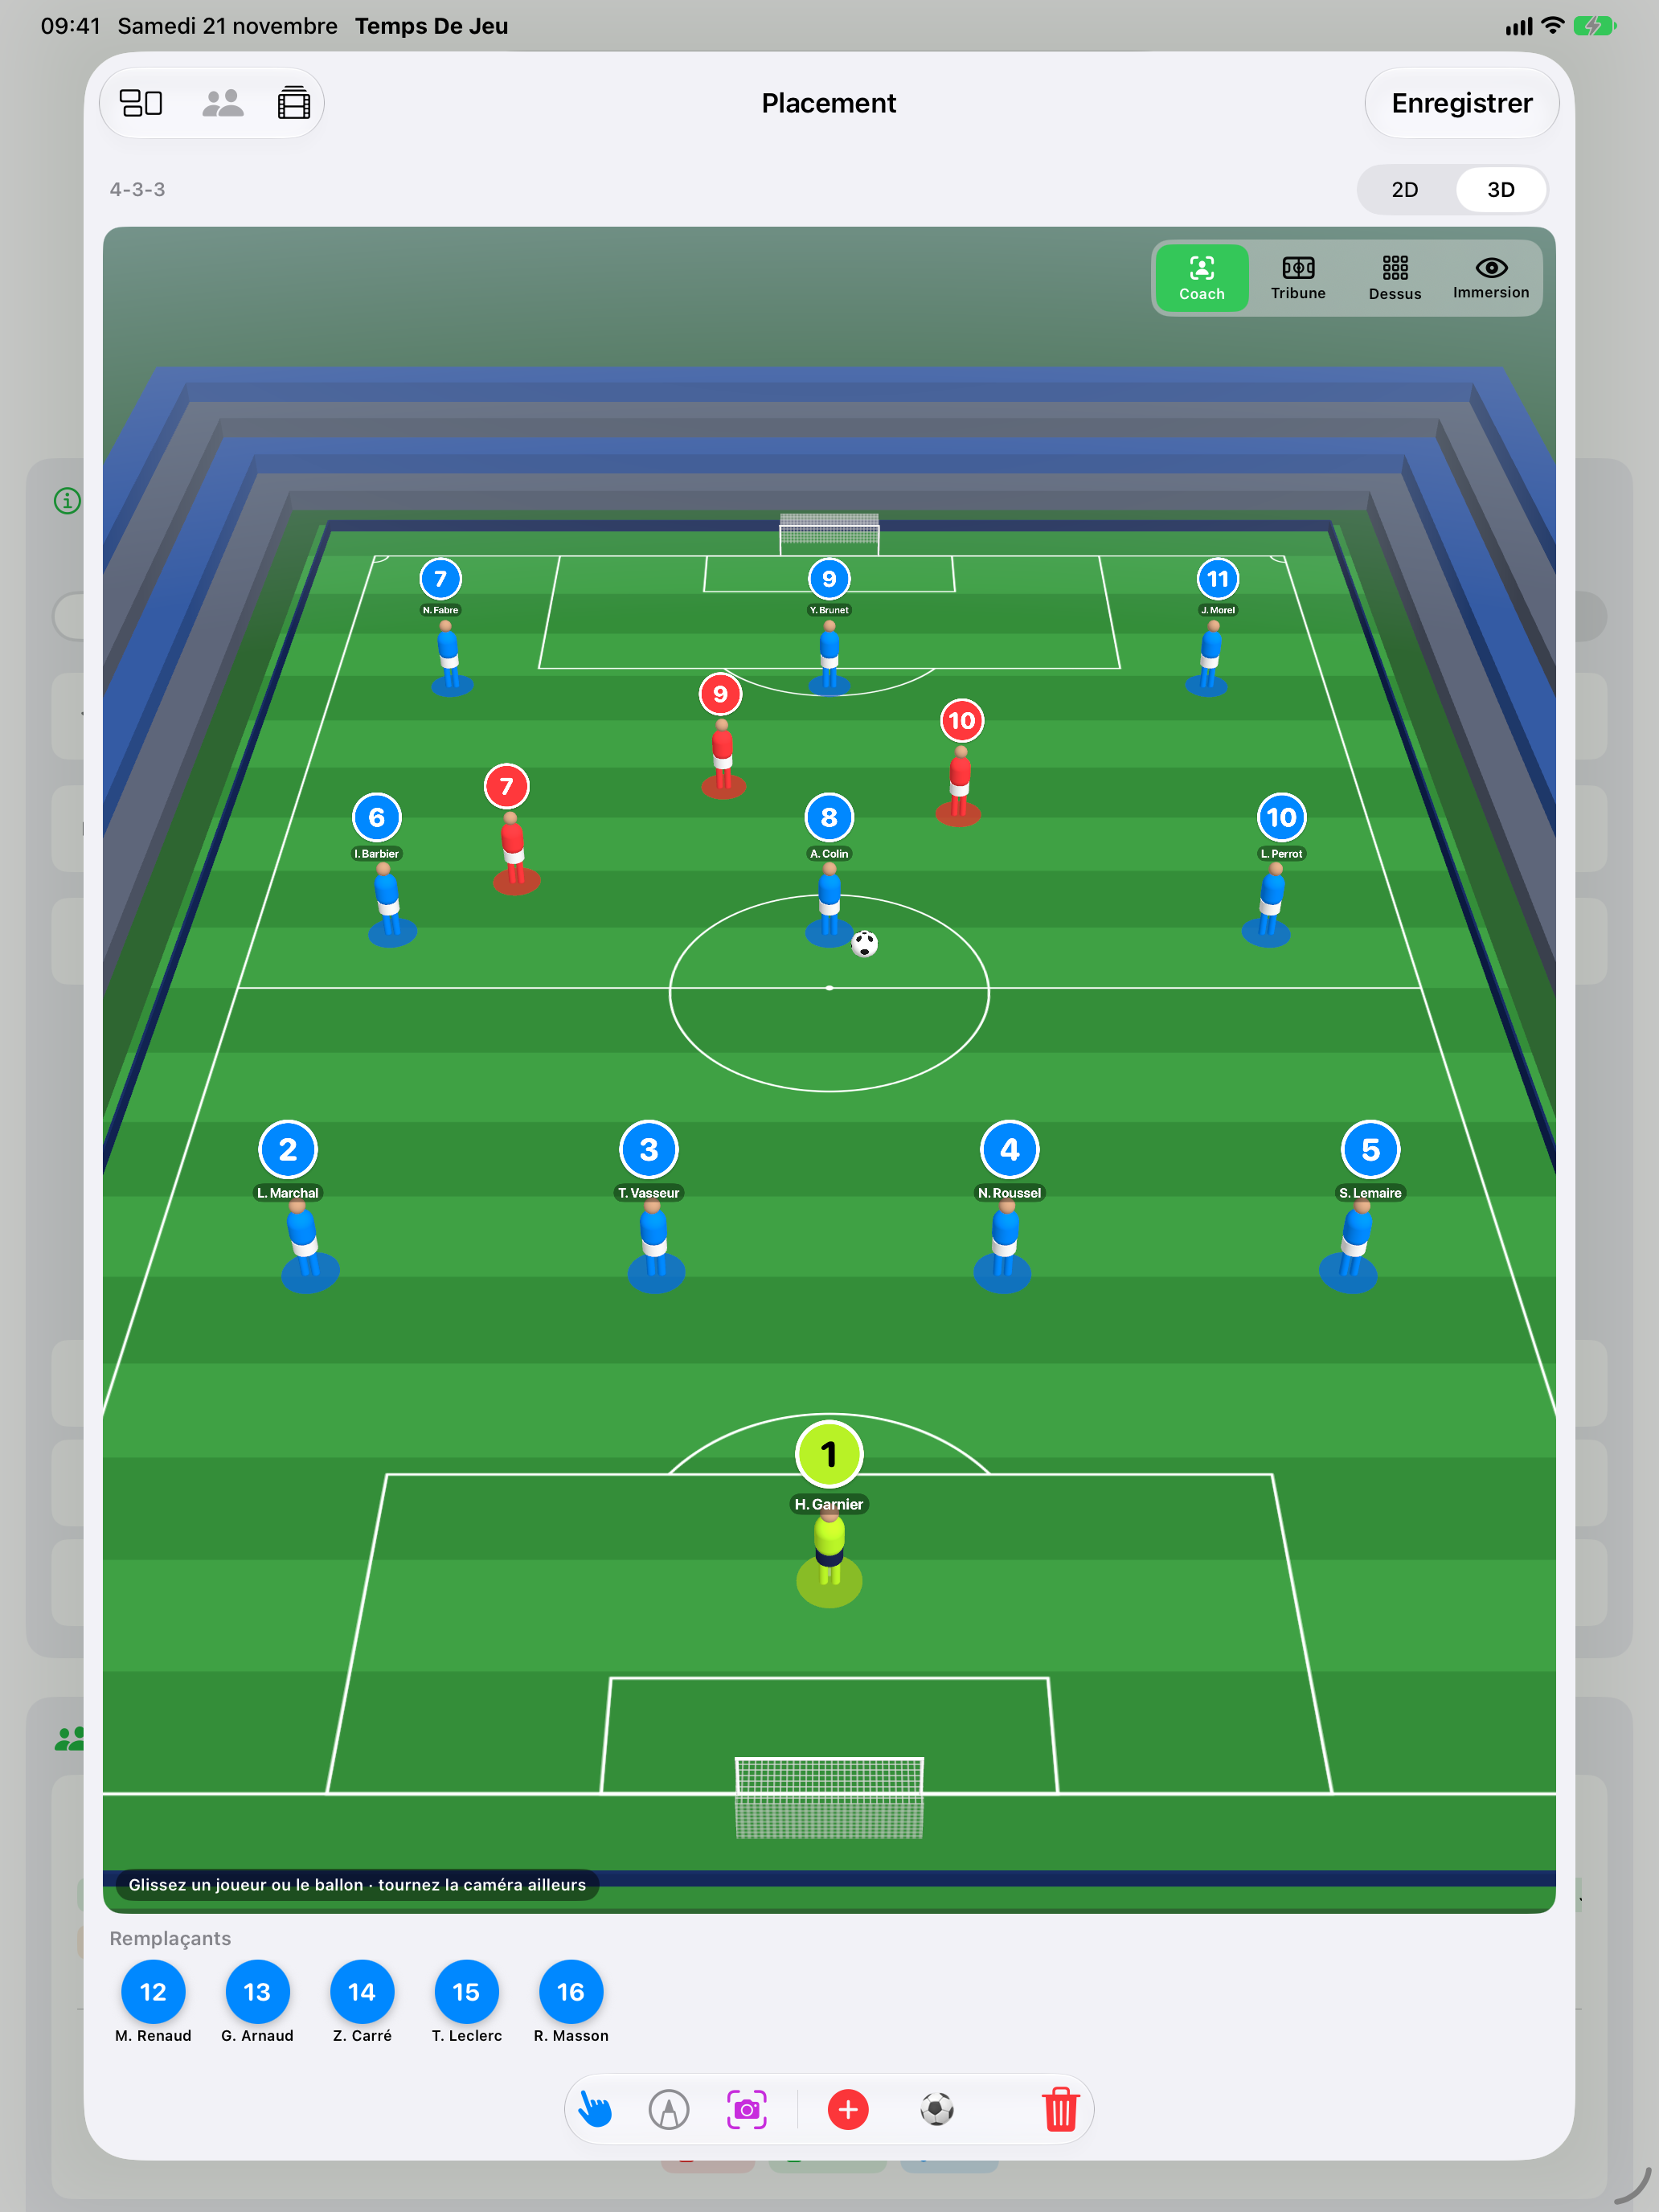 09:41 Samedi 21 novembre Temps De Jeu
Placement
Enregistrer
4-3-3
2D 3D
Coach Tribune Dessus Immersion
7 9 11
N. Fabre Y. Brunet J. Morel
9
10
7
6 8 10
I. Barbier A. Colin L. Perrot
2 3 4 5
L. Marchal T. Vasseur N. Roussel S. Lemaire
1
H. Garnier
Glissez un joueur ou le ballon · tournez la caméra ailleurs
Remplaçants
12 13 14 15 16
M. Renaud G. Arnaud Z. Carré T. Leclerc R. Masson